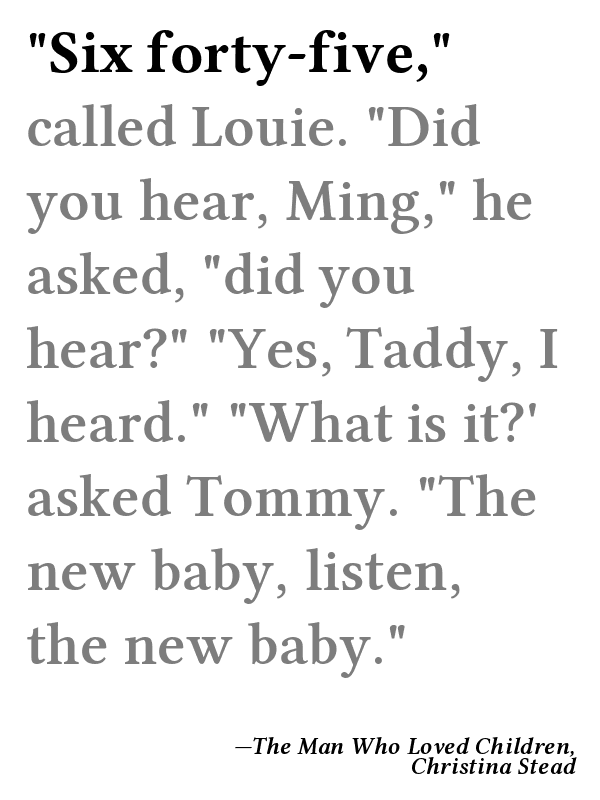 "Six forty-five,"
called Louie. "Did
you hear, Ming," he
asked, "did you
hear?" "Yes, Taddy, I
heard." "What is it?'
asked Tommy. "The
new baby, listen,
the new baby."
—The Man Who Loved Children,
Christina Stead